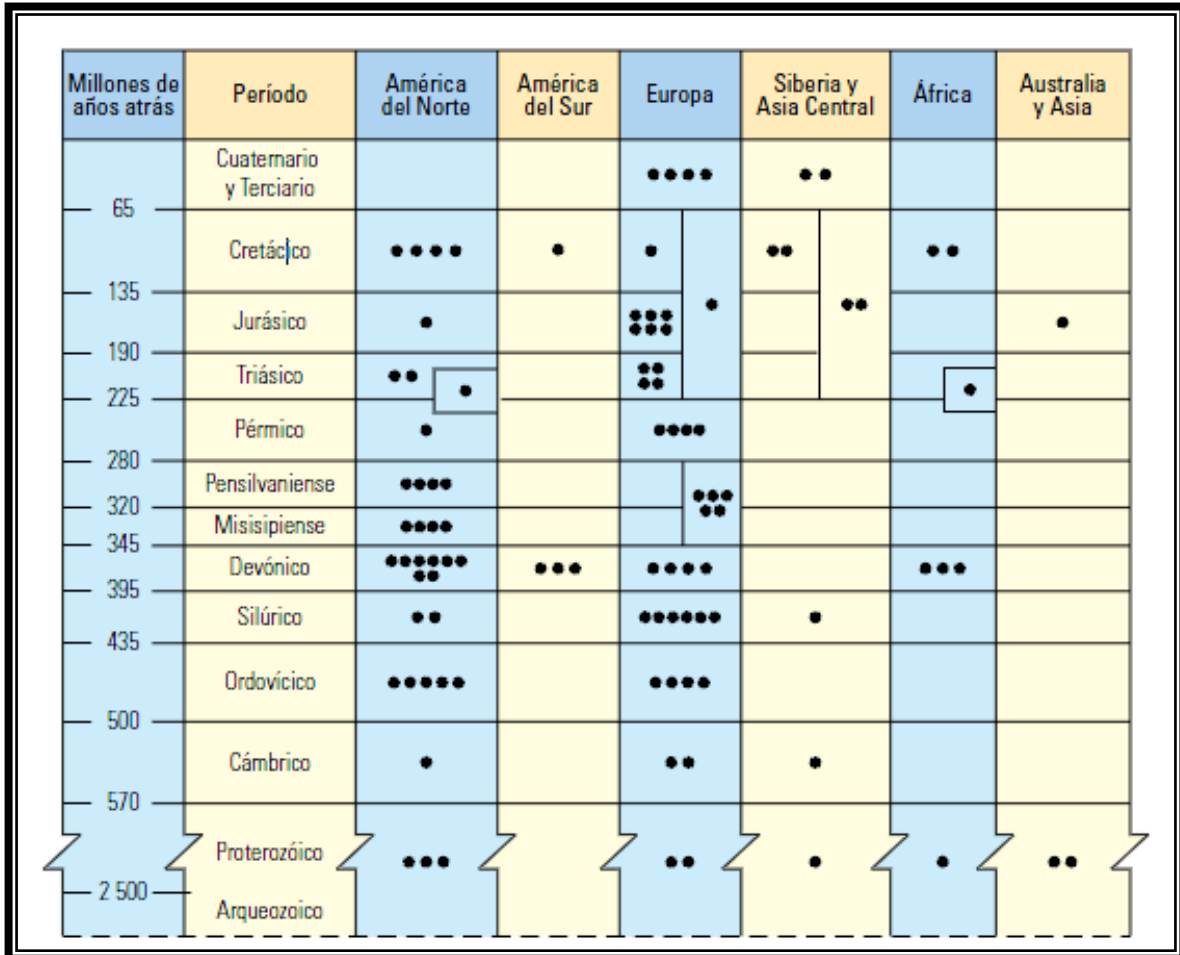 Millones de
años atrás
Período
América
del Norte
América
del Sur
Europa
Siberia y
Asia Central
África
Australia
y Asia
Cuaternario
y Terciario
65
Cretácico
135
Jurásico
190
Triásico
225
Pérmico
280
Pensilvaniense
320
Misisipiense
345
Devónico
395
Silúrico
435
Ordovícico
500
Cámbrico
570
Proterozóico
2 500
Arqueozoico